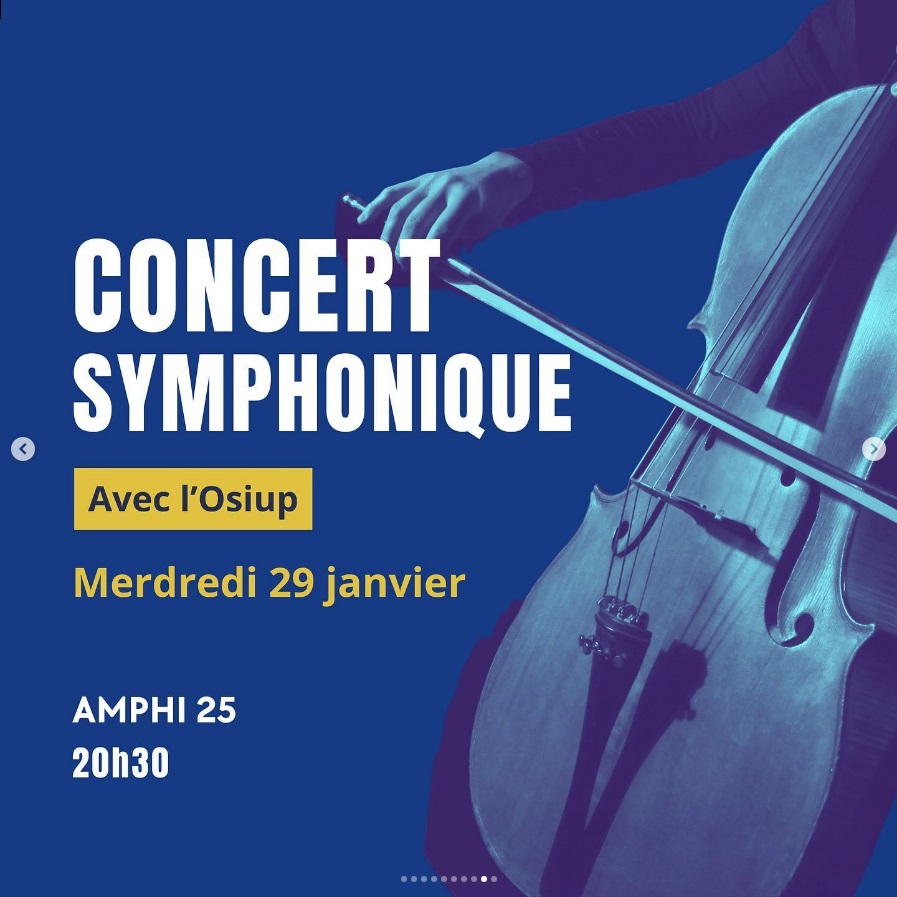 CONCERT
SYMPHONIQUE
Avec l’Osiup
Merdredi 29 janvier
AMPHI 25
20h30